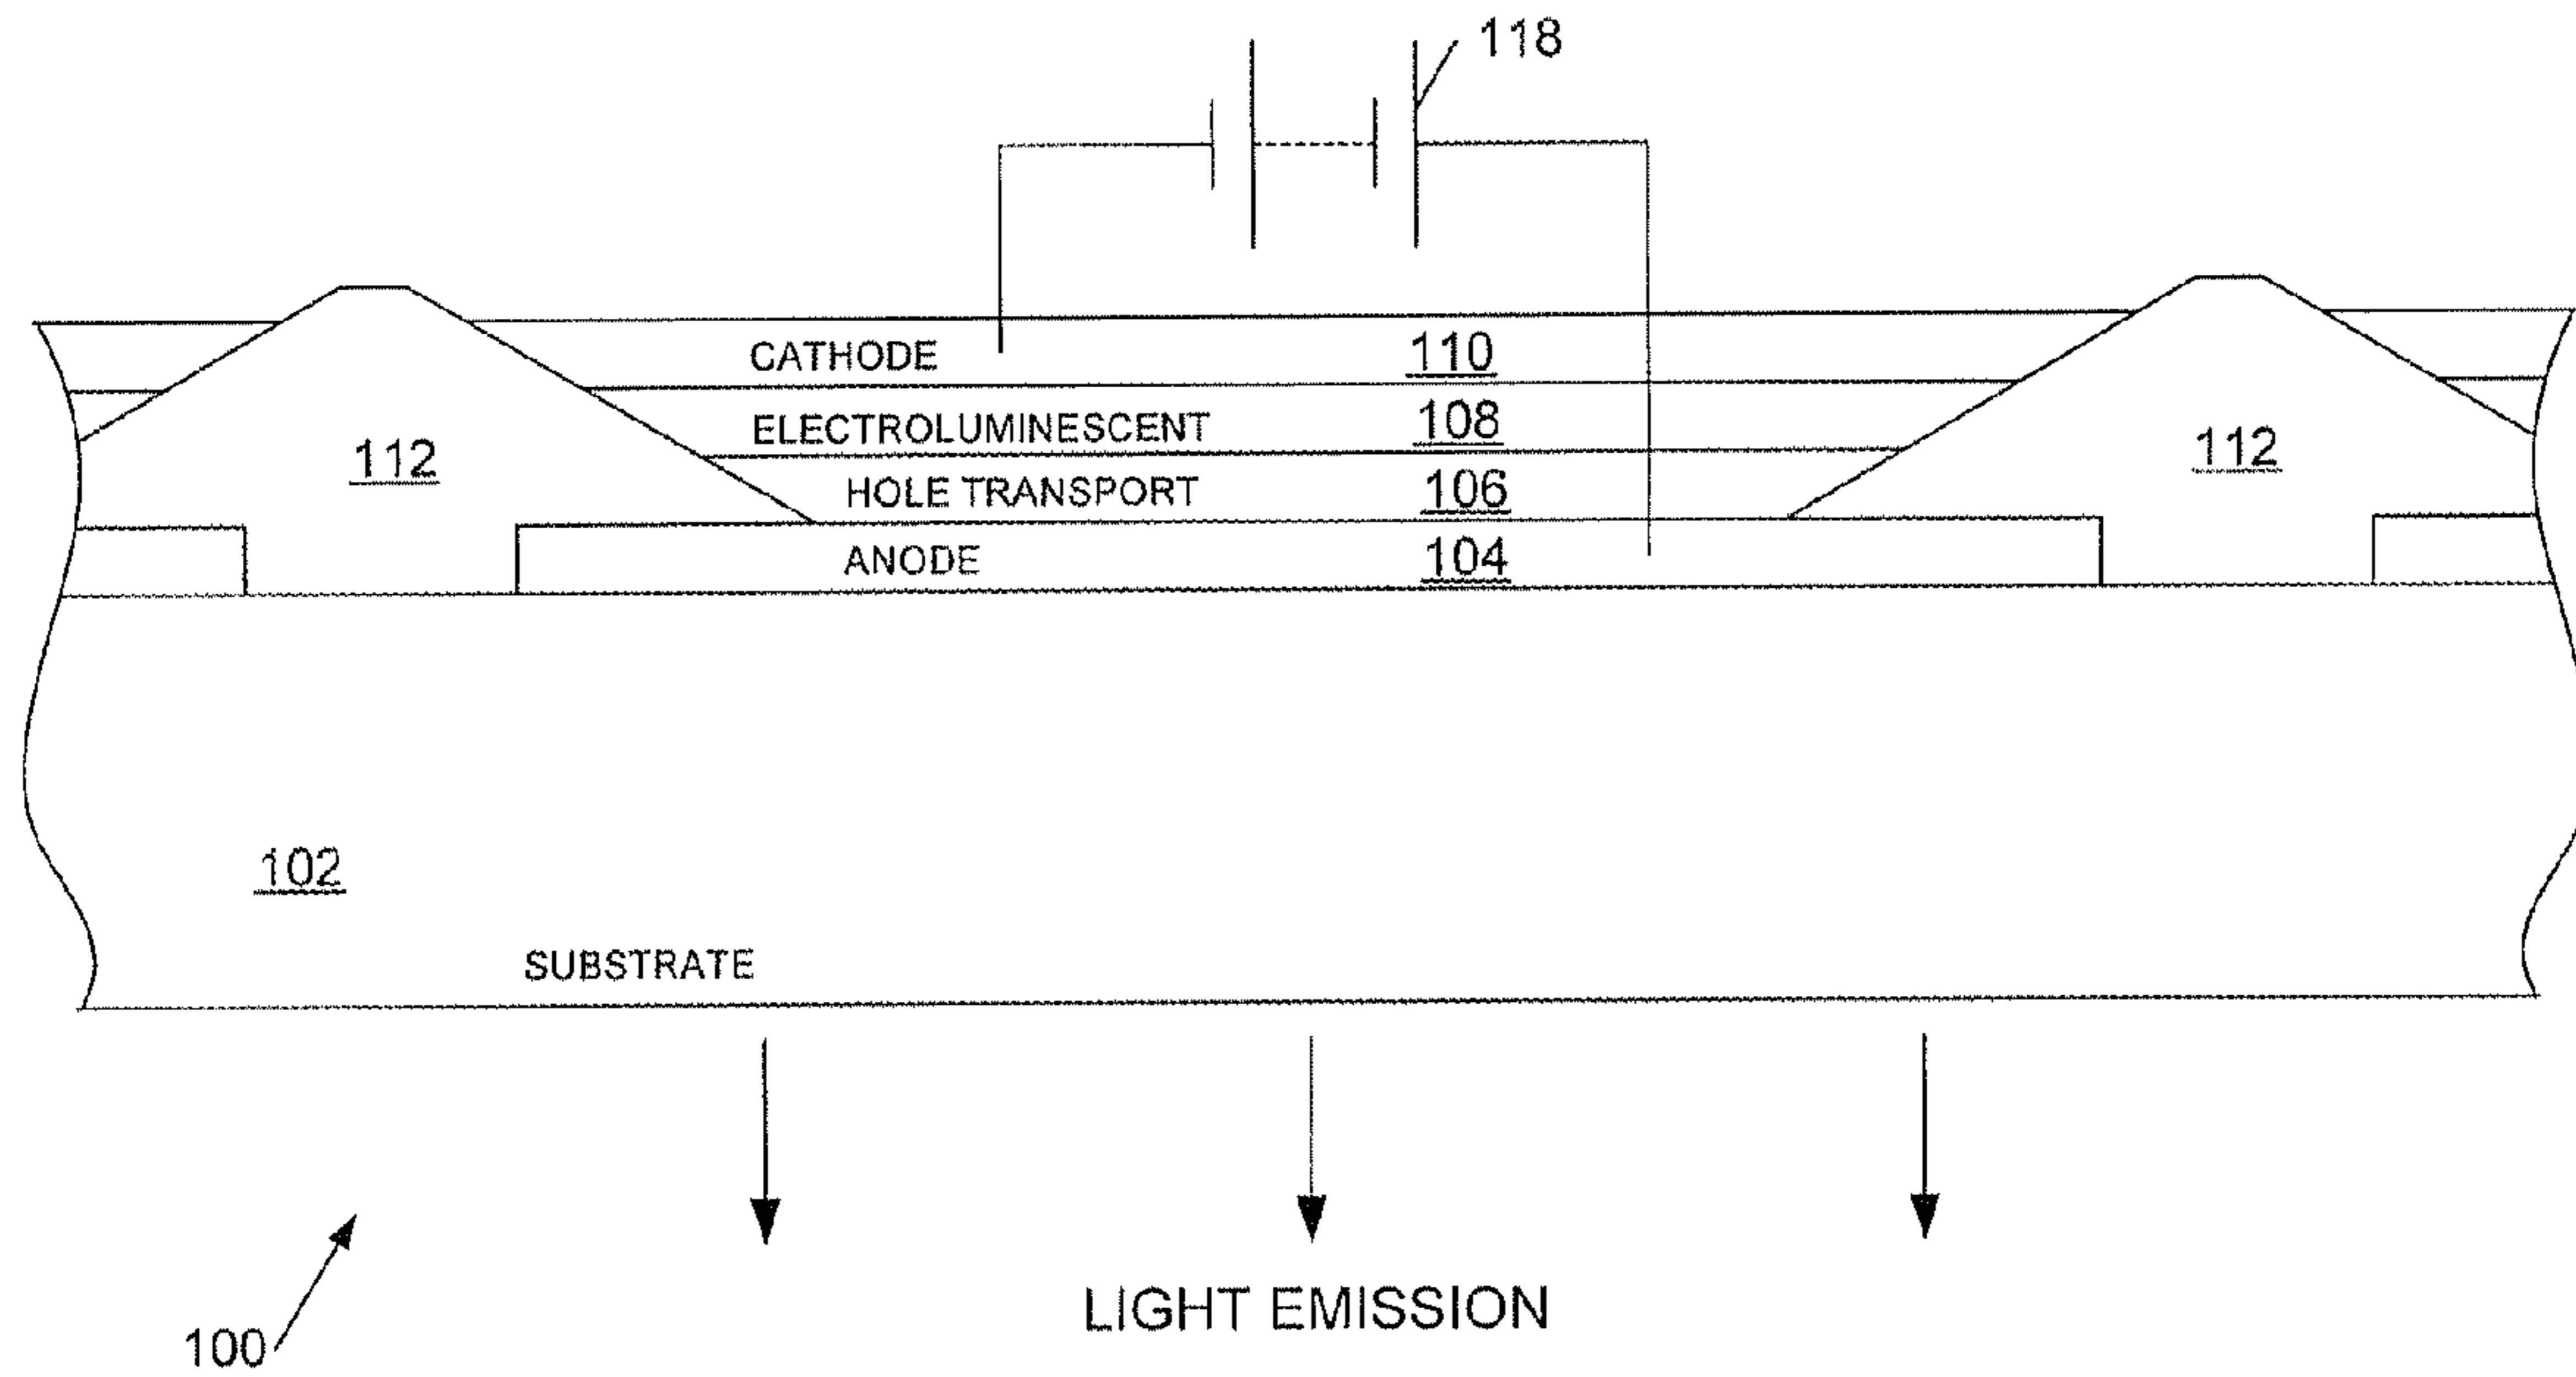 118
CATHODE 110
ELECTROLUMINESCENT 108
112
112
HOLE TRANSPORT 106
ANODE 104
102
SUBSTRATE
LIGHT EMISSION
100